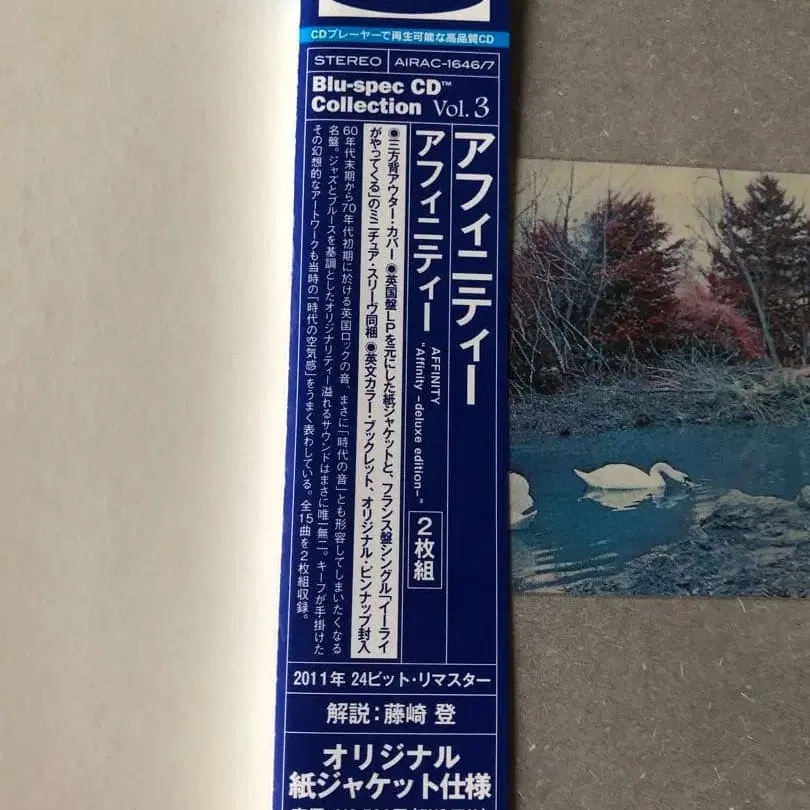 CDプレーヤーで再生可能な高品質CD
STEREO AIRAC-1646/7
Blu-spec CD™
Collection Vol. 3
アフィニティー
アフィニティー
AFFINITY
"Affinity –deluxe edition–"
2枚組
●三方背アウター・カバー ●英国盤LPを元にした紙ジャケットと、フランス盤シングル「イーライ
がやってくる」のミニチュア・スリーヴ同梱 ●英文カラー・ブックレット、オリジナル・ピンナップ封入
60年代末期から70年代初期に於ける英国ロックの音、まさに「時代の音」とも形容してしまいたくなる
名盤。ジャズとブルースを基調としたオリジナリティー溢れるサウンドはまさに唯一無二。キーフが手掛けた
その幻想的なアートワークも当時の「時代の空気感」をうまく表わしている。全15曲を2枚組収録。
2011年 24ビット・リマスター
解説：藤崎 登
オリジナル
紙ジャケット仕様